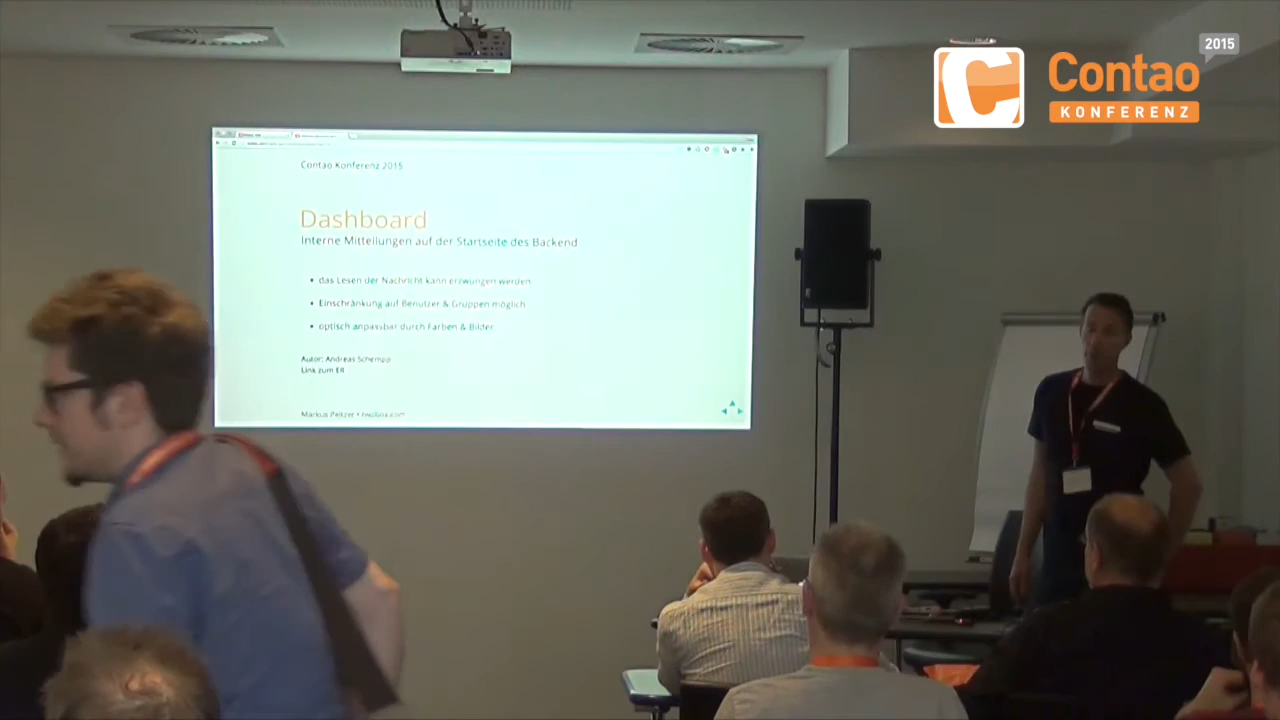 2015
Contao
KONFERENZ
Contao Konferenz 2015
Dashboard
Interne Mitteilungen auf der Startseite des Backend
das Lesen der Nachricht kann erzwungen werden
Einschränkung auf Benutzer & Gruppen möglich
optisch anpassbar durch Farben & Bilder
Autor: Andreas Schempp
Link zum ER
Markus Peitzer •